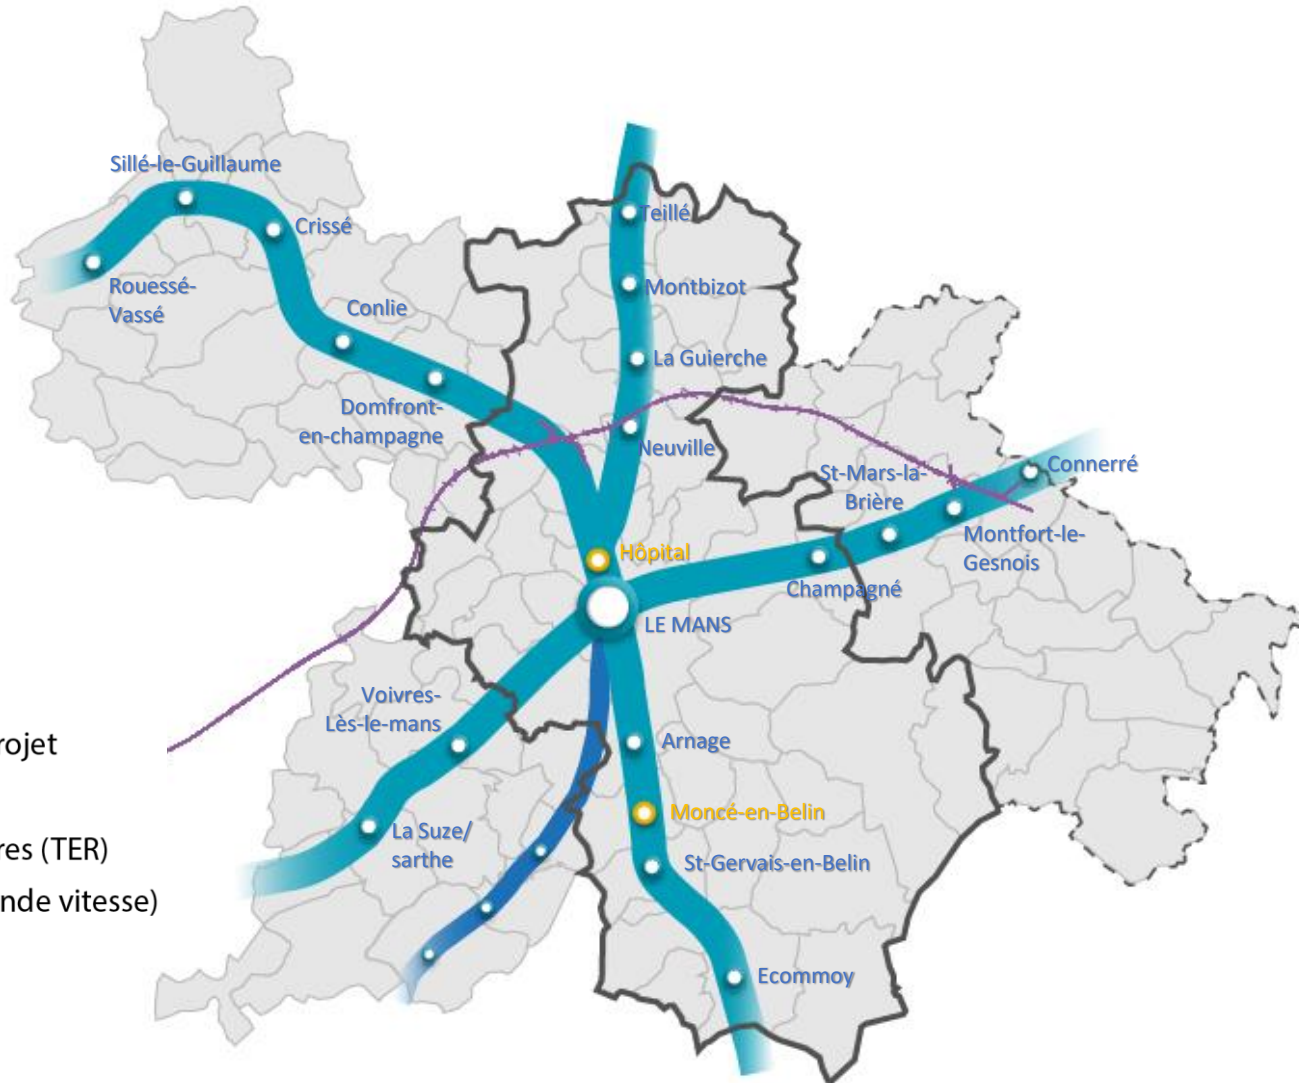 Sillé-le-Guillaume
Teillé
Crissé
Rouessé-
Vassé
Montbizot
Conlie
La Guierche
Domfront-
en-champagne
Neuville
St-Mars-la-
Brière
Connerré
Montfort-le-
Gesnois
Hôpital
Champagné
LE MANS
Voivres-
Lès-le-mans
rojet
Arnage
Moncé-en-Belin
La Suze/
sarthe
res (TER)
St-Gervais-en-Belin
nde vitesse)
Ecommoy